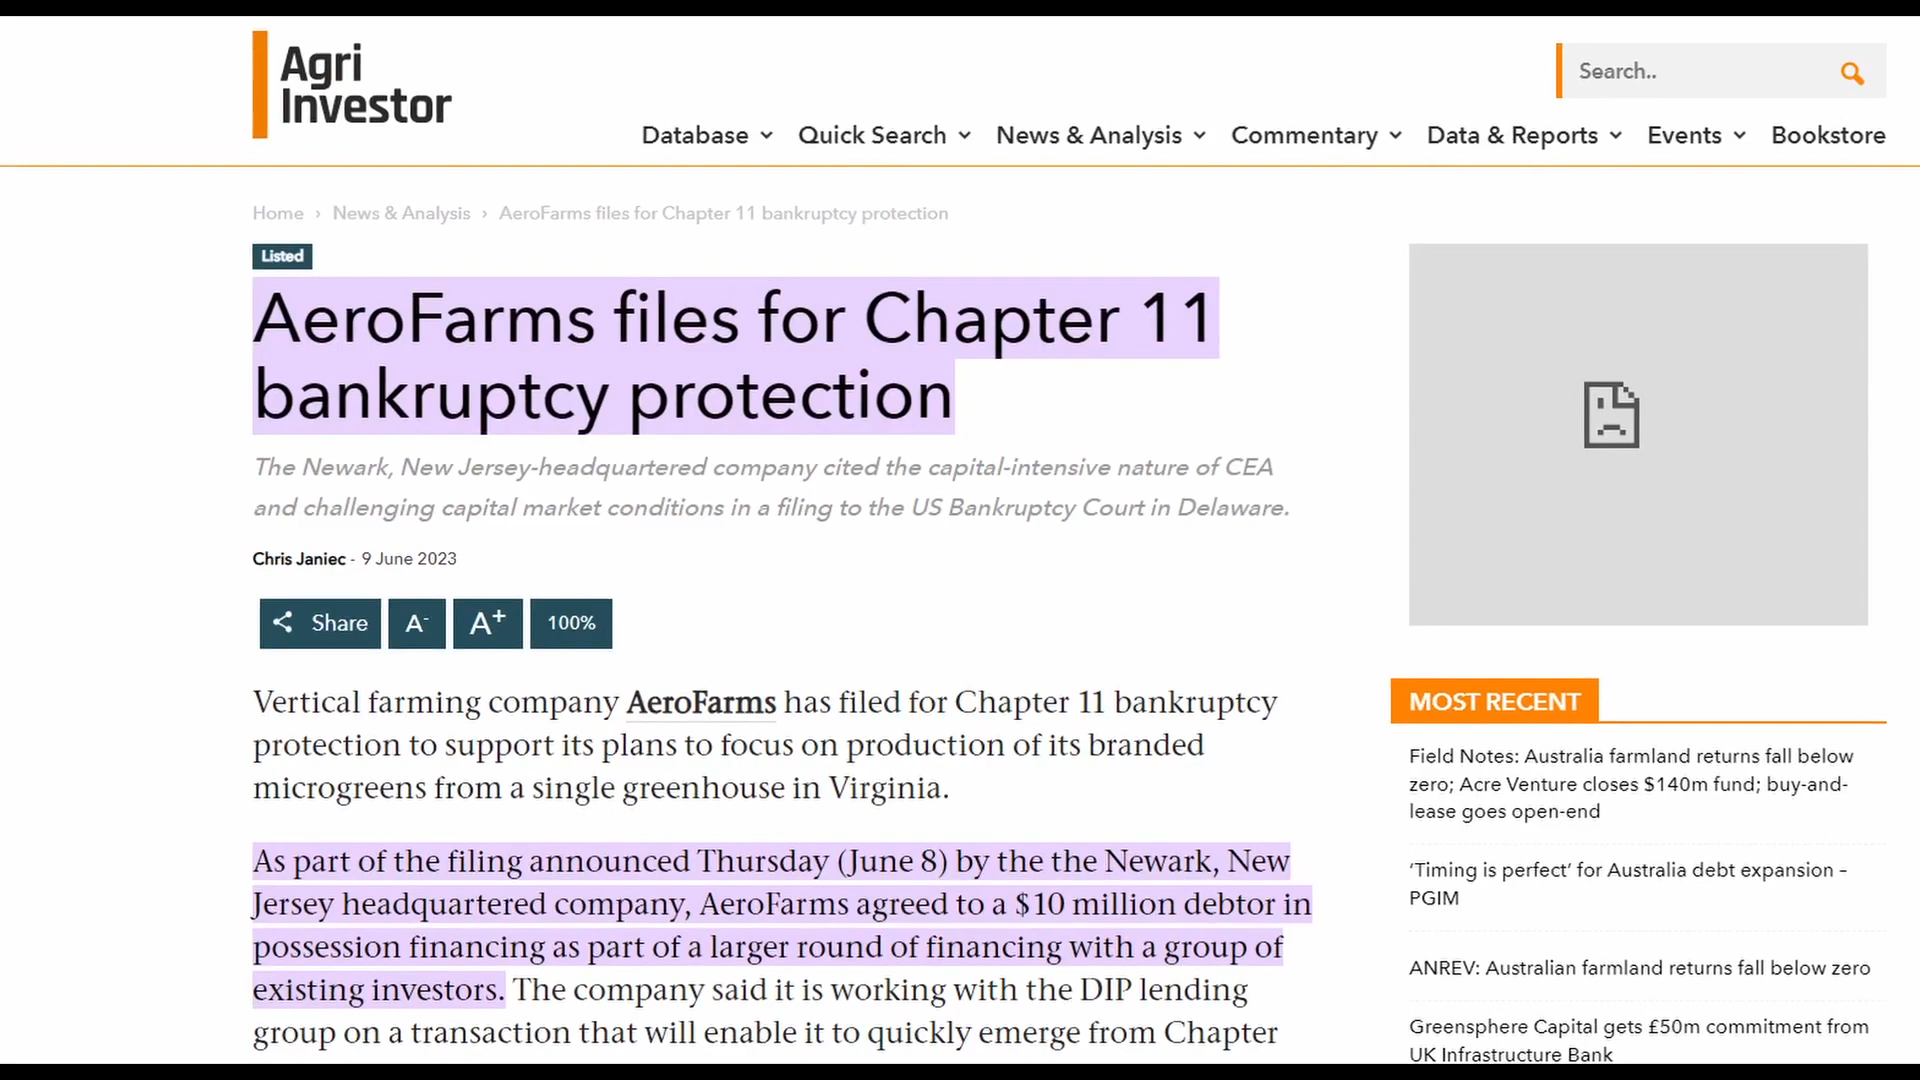 Agri
Investor
Search..
Database
Quick Search
News & Analysis
Commentary
Data & Reports
Events
Bookstore
Home › News & Analysis › AeroFarms files for Chapter 11 bankruptcy protection
Listed
AeroFarms files for Chapter 11
bankruptcy protection
The Newark, New Jersey-headquartered company cited the capital-intensive nature of CEA
and challenging capital market conditions in a filing to the US Bankruptcy Court in Delaware.
Chris Janiec - 9 June 2023
Share
A-
A+
100%
Vertical farming company AeroFarms has filed for Chapter 11 bankruptcy
protection to support its plans to focus on production of its branded
microgreens from a single greenhouse in Virginia.
As part of the filing announced Thursday (June 8) by the the Newark, New
Jersey headquartered company, AeroFarms agreed to a $10 million debtor in
possession financing as part of a larger round of financing with a group of
existing investors. The company said it is working with the DIP lending
group on a transaction that will enable it to quickly emerge from Chapter
MOST RECENT
Field Notes: Australia farmland returns fall below
zero; Acre Venture closes $140m fund; buy-and-
lease goes open-end
‘Timing is perfect’ for Australia debt expansion –
PGIM
ANREV: Australian farmland returns fall below zero
Greensphere Capital gets £50m commitment from
UK Infrastructure Bank